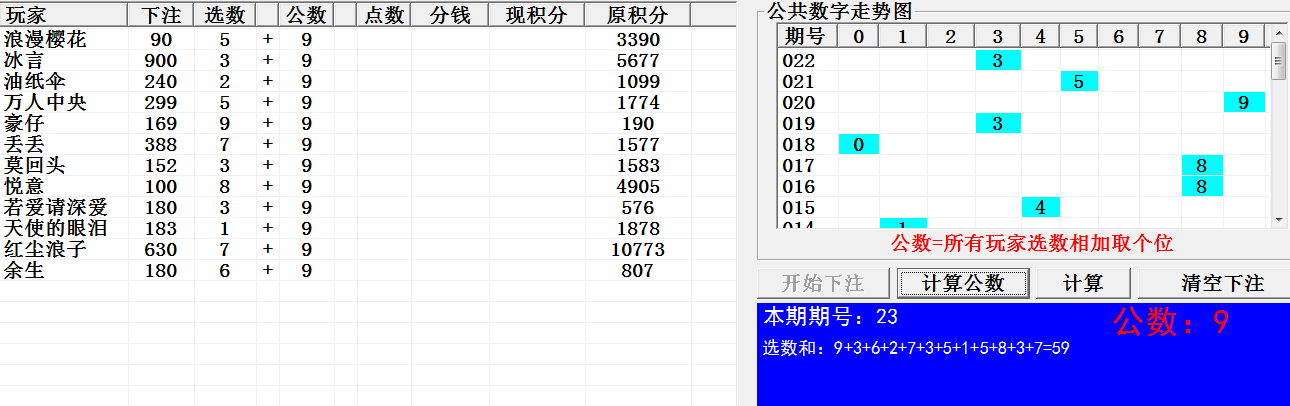 玩家 下注 选数 公数 点数 分钱 现积分 原积分
浪漫樱花 90 5 + 9 3390
冰言 900 3 + 9 5677
油纸伞 240 2 + 9 1099
万人中央 299 5 + 9 1774
豪仔 169 9 + 9 190
丢丢 388 7 + 9 1577
莫回头 152 3 + 9 1583
悦意 100 8 + 9 4905
若爱请深爱 180 3 + 9 576
天使的眼泪 183 1 + 9 1878
红尘浪子 630 7 + 9 10773
余生 180 6 + 9 807
公共数字走势图
期号 0 1 2 3 4 5 6 7 8 9
022 3
021 5
020 9
019 3
018 0
017 8
016 8
015 4
014 1
公数=所有玩家选数相加取个位
开始下注 计算公数 计算 清空下注
本期期号：23
公数：9
选数和：9+3+6+2+7+3+5+1+5+8+3+7=59